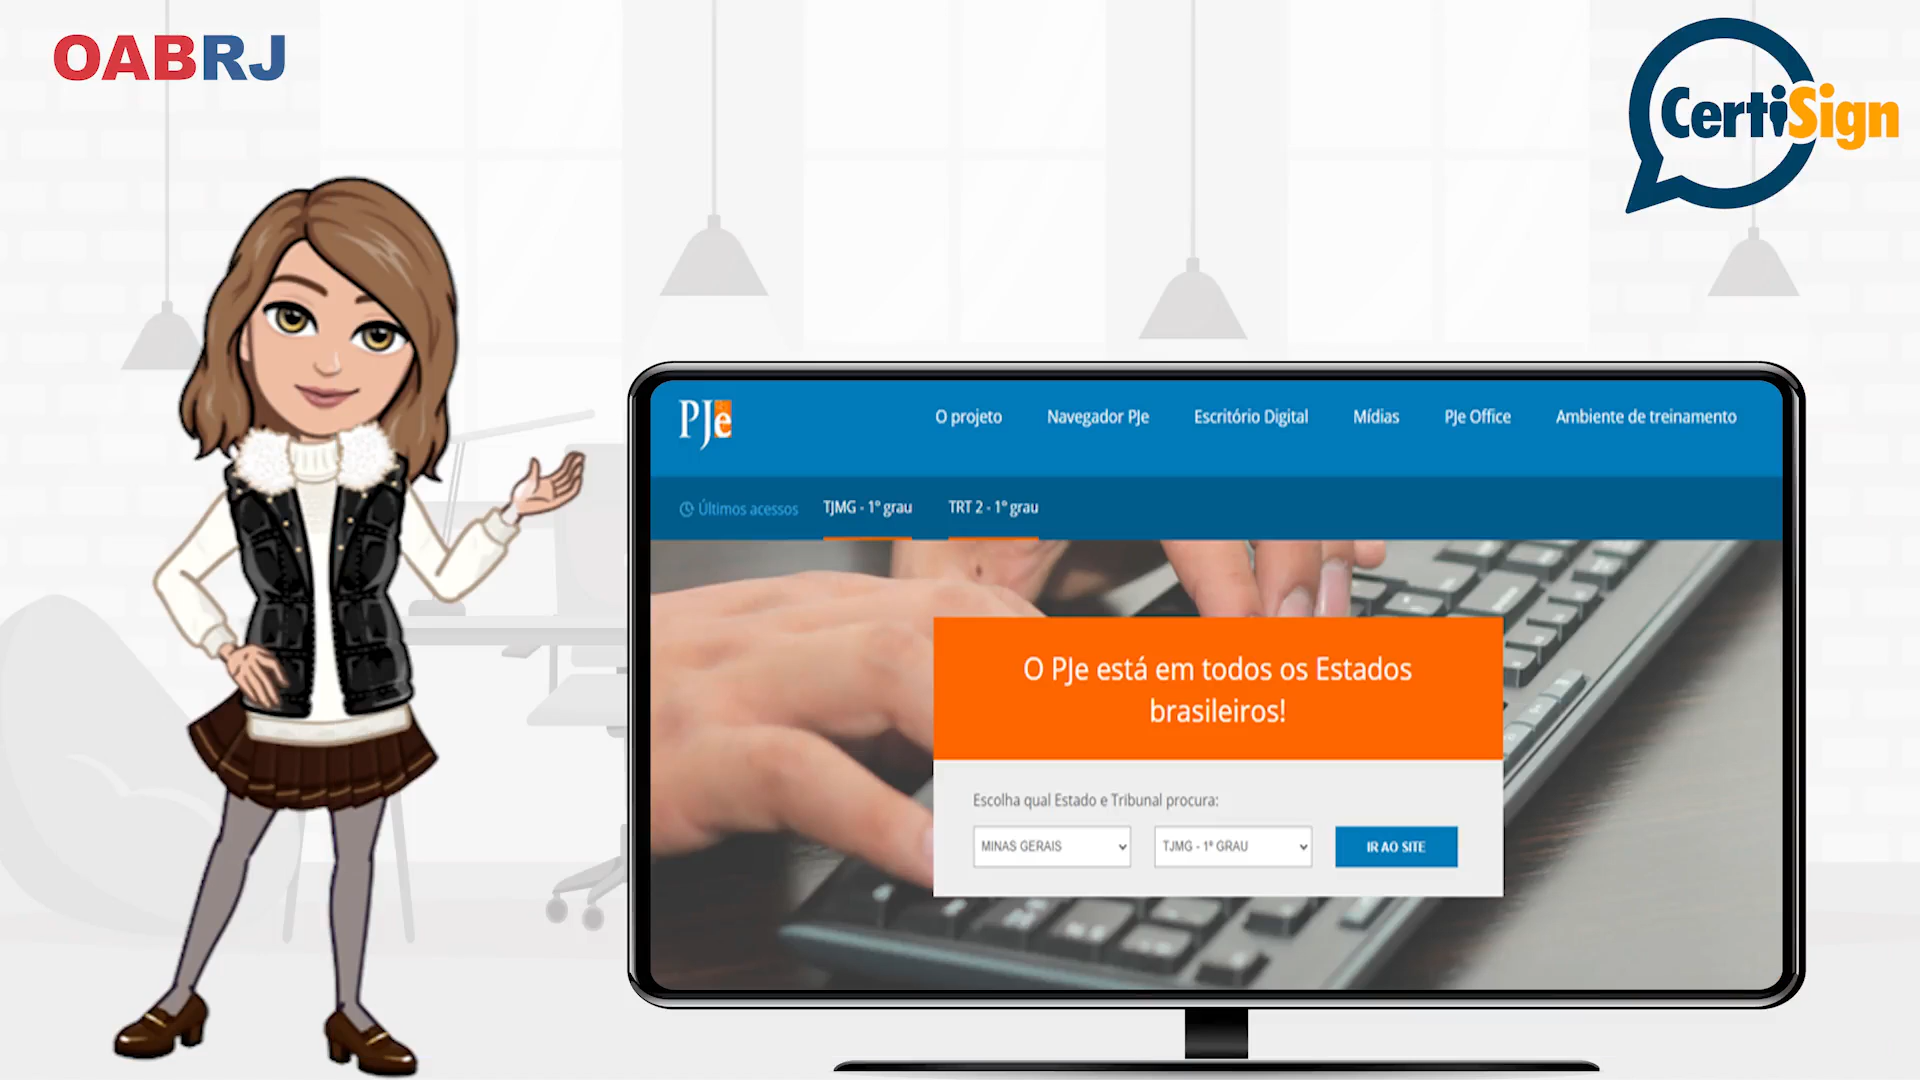 OABRJ
CertiSign
PJe
O projeto
Navegador PJe
Escritório Digital
Mídias
PJe Office
Ambiente de treinamento
Últimos acessos
TJMG - 1º grau
TRT 2 - 1º grau
O PJe está em todos os Estados
brasileiros!
Escolha qual Estado e Tribunal procura:
MINAS GERAIS
TJMG - 1º GRAU
IR AO SITE